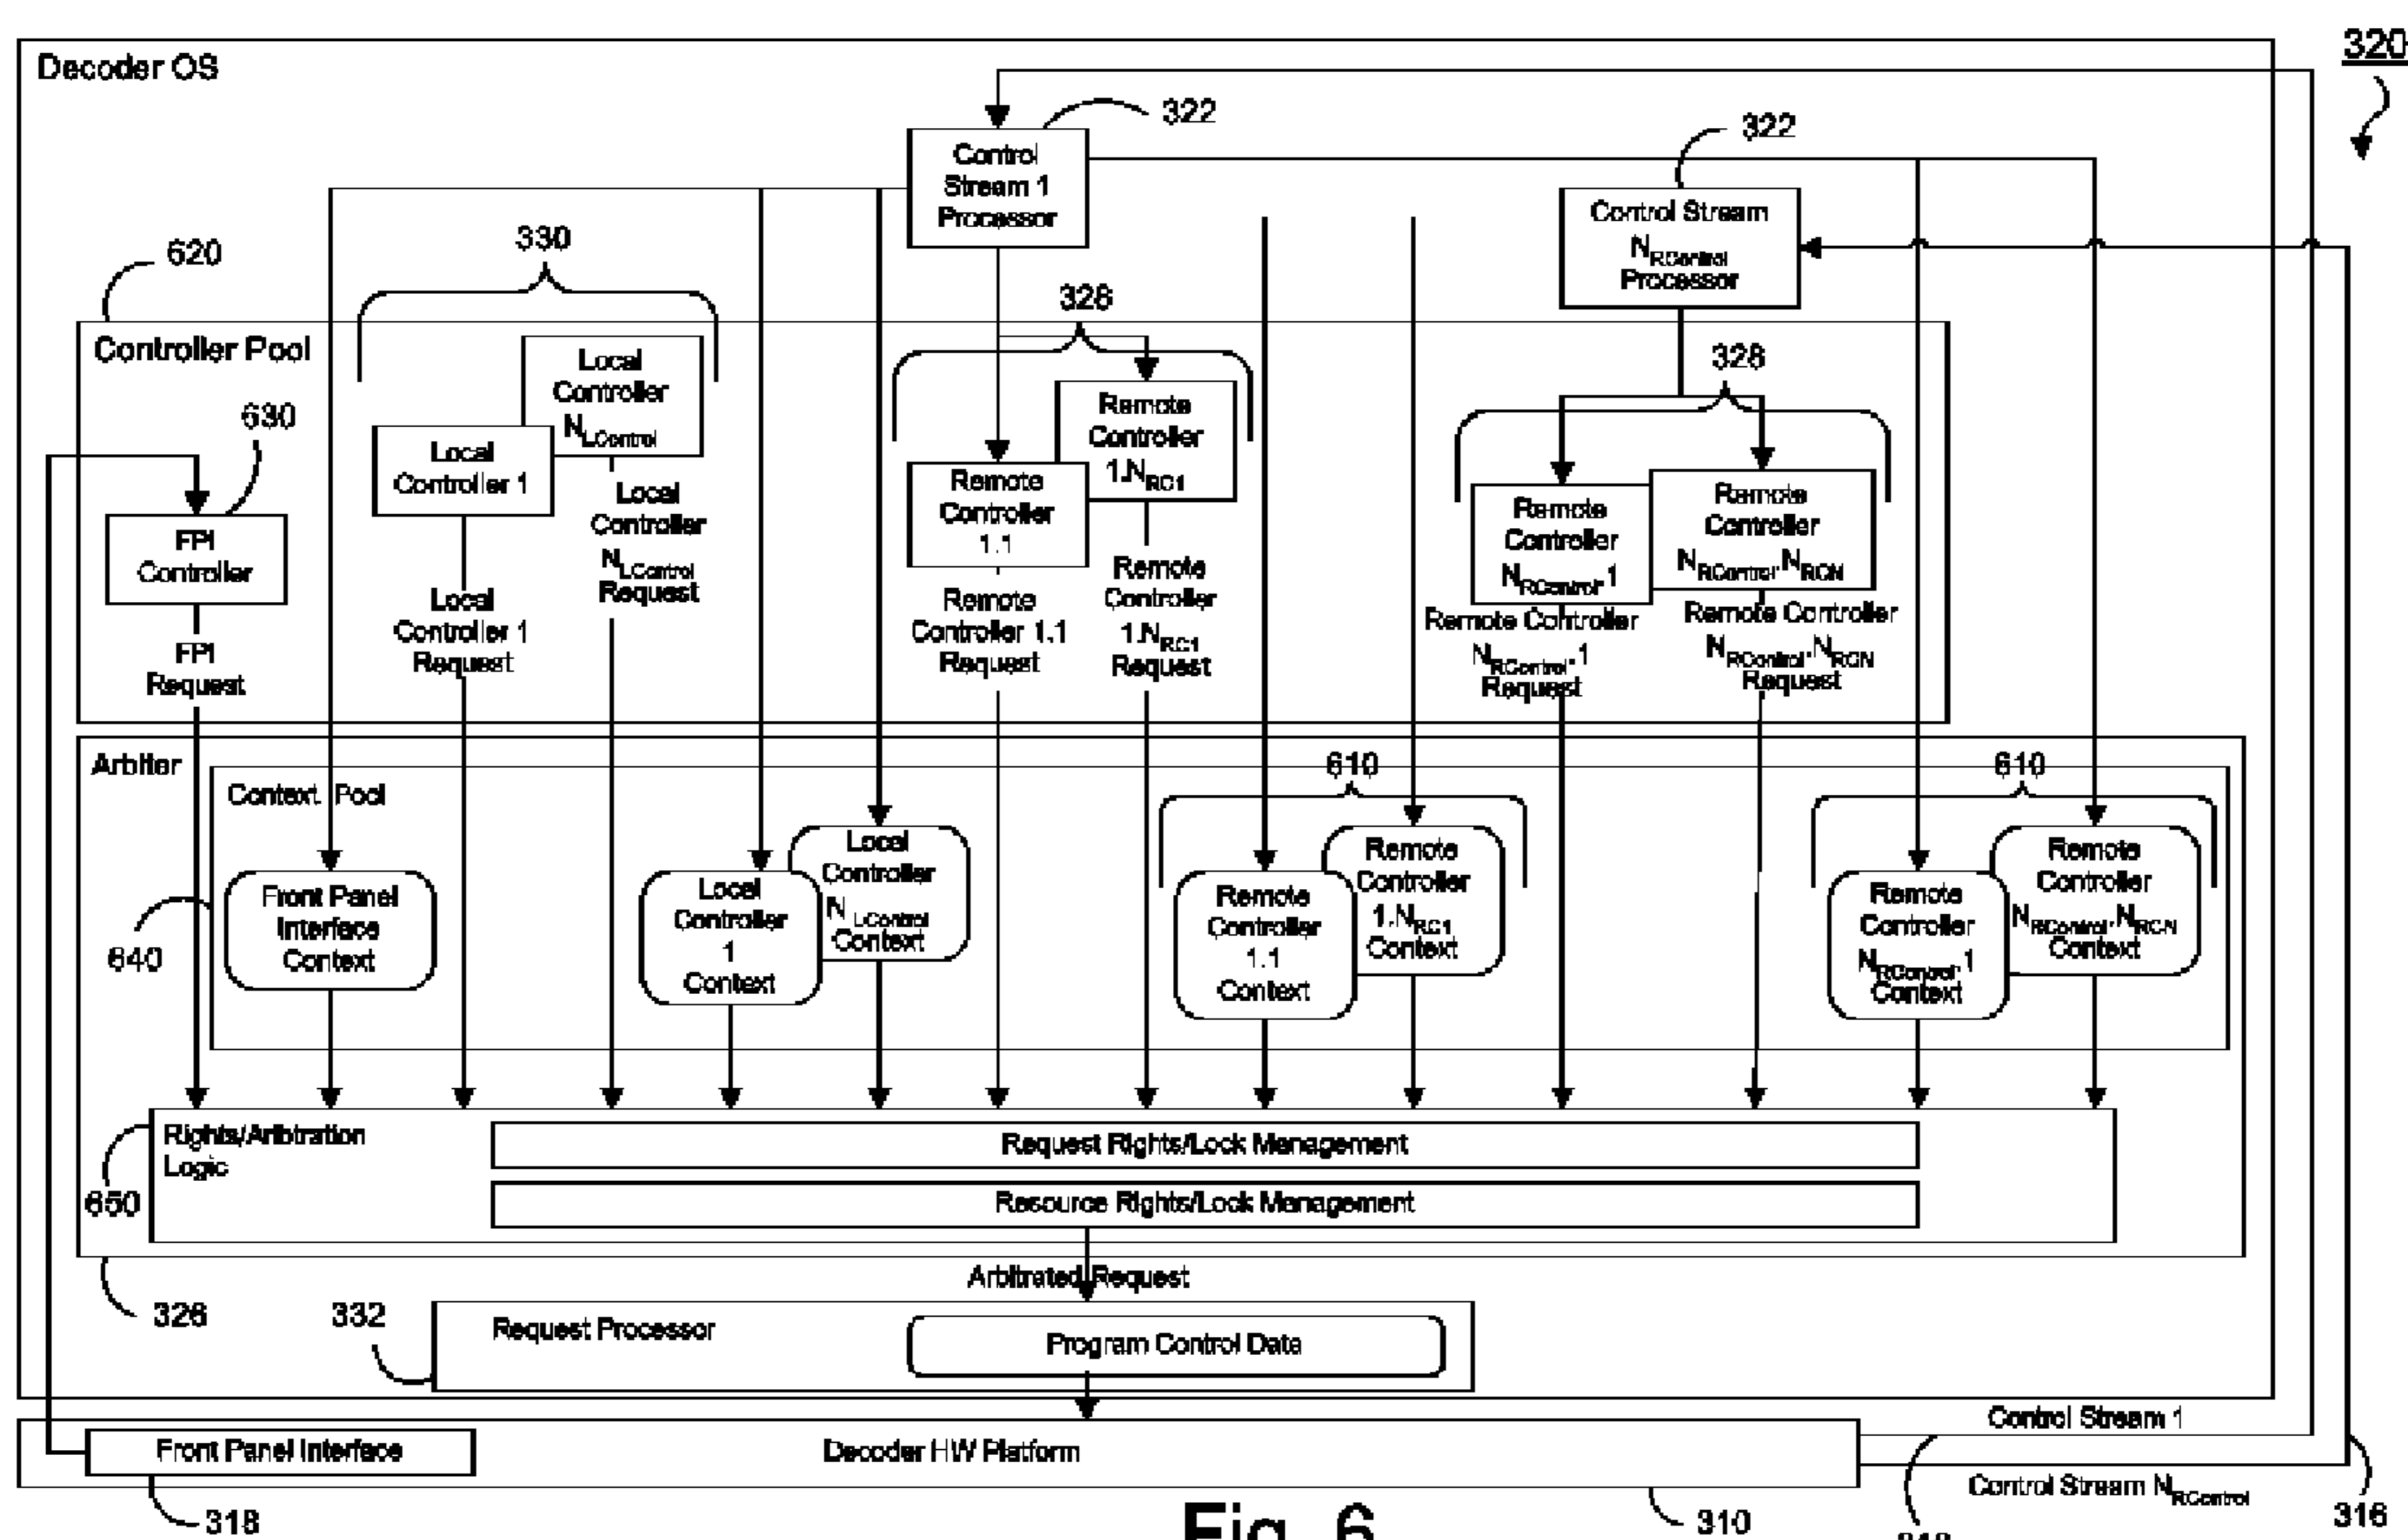 320
Decoder OS
322
Control
Stream 1
Processor
322
Control Stream
N_RControl
Processor
620
330
328
328
Controller Pool
630
Local
Controller
N_LControl
Local
Controller 1
Remote
Controller
1.N_RC1
Remote
Controller
1.1
Remote
Controller
N_RControl.1
Remote
Controller
N_RControl.N_RCN
FPI
Controller
FPI
Request
Local
Controller 1
Request
Local
Controller
N_LControl
Request
Remote
Controller 1.1
Request
Remote
Controller
1.N_RC1
Request
Remote Controller
N_RControl.1
Request
Remote Controller
N_RControl.N_RCN
Request
Arbiter
Context Pool
610
610
640
Front Panel
Interface
Context
Local
Controller
1
Context
Local
Controller
N_LControl
Context
Remote
Controller
1.1
Context
Remote
Controller
1.N_RC1
Context
Remote
Controller
N_RControl.1
Context
Remote
Controller
N_RControl.N_RCN
Context
650
Rights/Arbitration
Logic
Request Rights/Lock Management
Resource Rights/Lock Management
326
Arbitrated Request
332
Request Processor
Program Control Data
Front Panel Interface
Decoder HW Platform
Control Stream 1
Control Stream N_RControl
318
310
316
Fig. 6